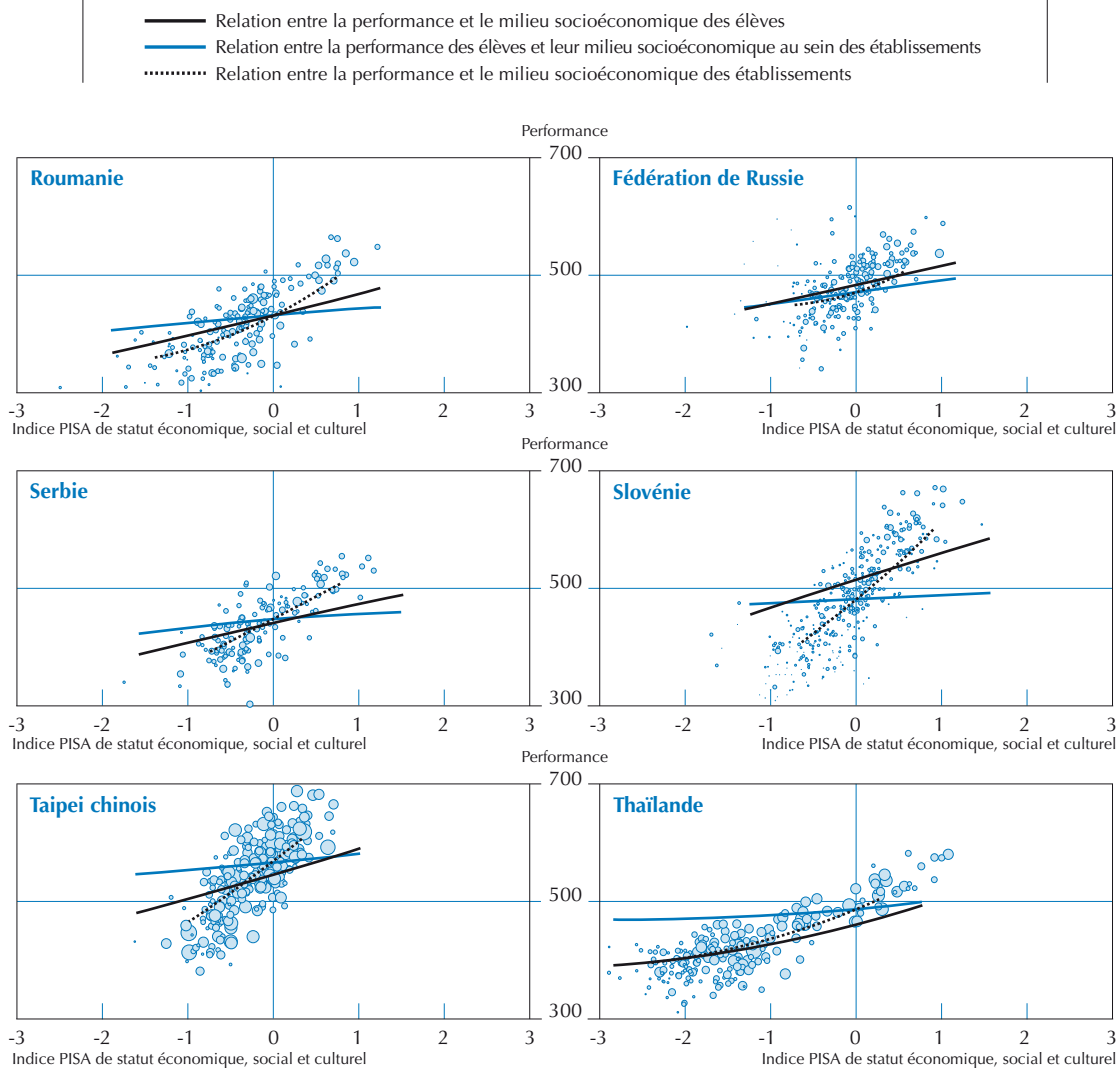 Relation entre la performance et le milieu socioéconomique des élèves
Relation entre la performance des élèves et leur milieu socioéconomique au sein des établissements
Relation entre la performance et le milieu socioéconomique des établissements
Performance
700
Roumanie
Fédération de Russie
500
300
-3 -2 -1 0 1 2 3 -3 -2 -1 0 1 2 3
Indice PISA de statut économique, social et culturel Indice PISA de statut économique, social et culturel
Performance
700
Serbie
Slovénie
500
300
-3 -2 -1 0 1 2 3 -3 -2 -1 0 1 2 3
Indice PISA de statut économique, social et culturel Indice PISA de statut économique, social et culturel
Performance
700
Taipei chinois
Thaïlande
500
300
-3 -2 -1 0 1 2 3 -3 -2 -1 0 1 2 3
Indice PISA de statut économique, social et culturel Indice PISA de statut économique, social et culturel